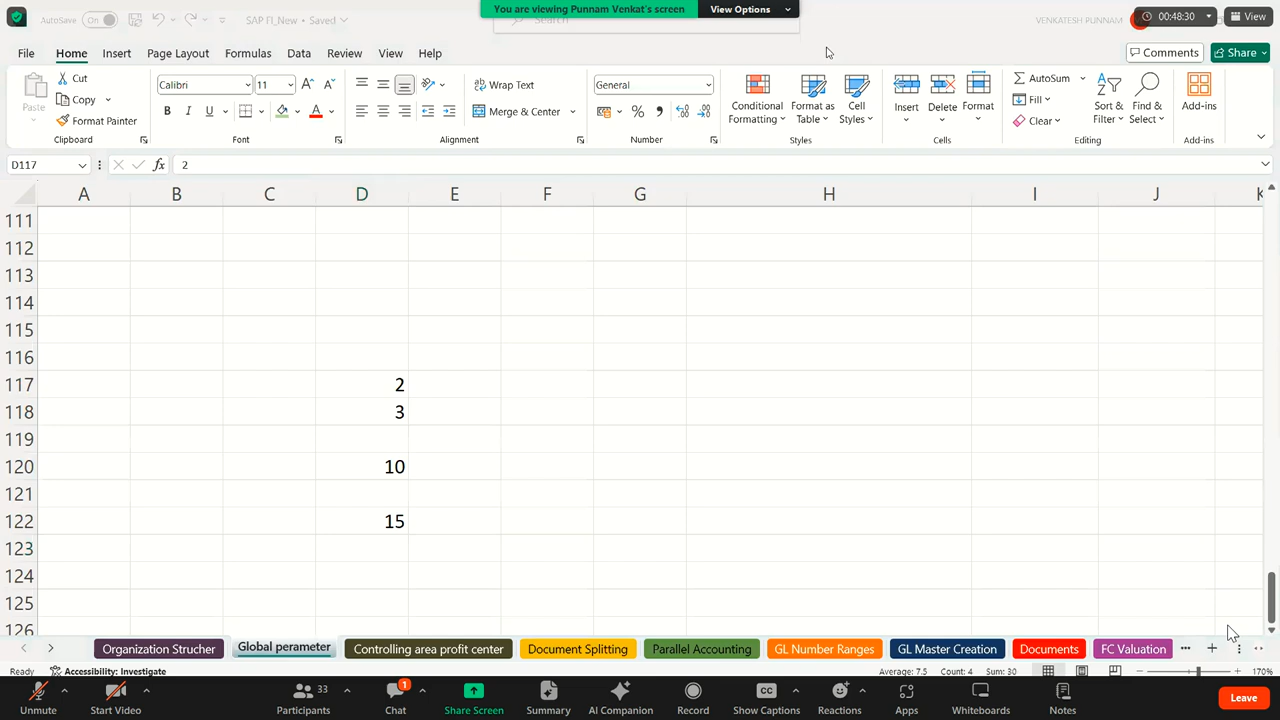 You are viewing Punnam Venkat's screen
View Options
00:48:30
View
AutoSave Off
SAP FI_New • Saved
Search
VENKATESH PUNNAM
File Home Insert Page Layout Formulas Data Review View Help
Comments
Share
Paste
Cut
Copy
Format Painter
Clipboard
Calibri
11
B I U
Font
Wrap Text
Merge & Center
Alignment
General
Number
Conditional Formatting
Format as Table
Cell Styles
Styles
Insert
Delete
Format
Cells
AutoSum
Fill
Clear
Sort & Filter
Find & Select
Editing
Add-ins
Add-ins
D117
fx
2
A B C D E F G H I J K
111
112
113
114
115
116
117 2
118 3
119
120 10
121
122 15
123
124
125
126
Organization Strucher Global perameter Controlling area profit center Document Splitting Parallel Accounting GL Number Ranges GL Master Creation Documents FC Valuation
Ready Accessibility: Investigate Average: 7.5 Count: 4 Sum: 30 170%
33
1
CC
Unmute Start Video Participants Chat Share Screen Summary AI Companion Record Show Captions Reactions Apps Whiteboards Notes
Leave